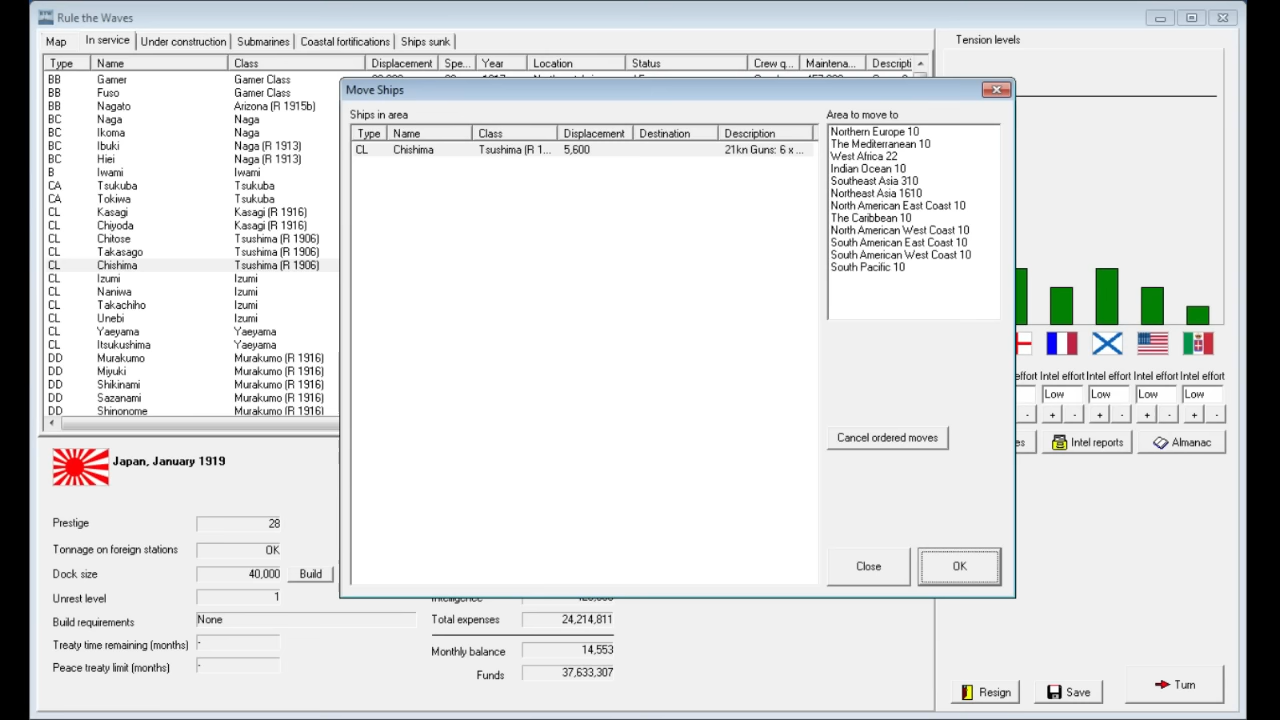 Rule the Waves
Map In service Under construction Submarines Coastal fortifications Ships sunk
Type Name Class Displacement Spe... Year Location Status Crew q... Maintena... Descripti
BB Gamer Gamer Class
BB Fuso Gamer Class
BB Nagato Arizona (R 1915b)
BC Naga Naga
BC Ikoma Naga
BC Ibuki Naga (R 1913)
BC Hiei Naga (R 1913)
B Iwami Iwami
CA Tsukuba Tsukuba
CA Tokiwa Tsukuba
CL Kasagi Kasagi (R 1916)
CL Chiyoda Kasagi (R 1916)
CL Chitose Tsushima (R 1906)
CL Takasago Tsushima (R 1906)
CL Chishima Tsushima (R 1906)
CL Izumi Izumi
CL Naniwa Izumi
CL Takachiho Izumi
CL Unebi Izumi
CL Yaeyama Yaeyama
CL Itsukushima Yaeyama
DD Murakumo Murakumo (R 1916)
DD Miyuki Murakumo (R 1916)
DD Shikinami Murakumo (R 1916)
DD Sazanami Murakumo (R 1916)
DD Shinonome Murakumo (R 1916)
Move Ships
Ships in area
Type Name Class Displacement Destination Description
CL Chishima Tsushima (R 1... 5,600 21kn Guns: 6 x ...
Area to move to
Northern Europe 10
The Mediterranean 10
West Africa 22
Indian Ocean 10
Southeast Asia 310
Northeast Asia 1610
North American East Coast 10
The Caribbean 10
North American West Coast 10
South American East Coast 10
South American West Coast 10
South Pacific 10
Cancel ordered moves
Close OK
Tension levels
effort Intel effort Intel effort Intel effort Intel effort
Low Low Low Low
- + - + - + - + -
es Intel reports Almanac
Japan, January 1919
Prestige 28
Tonnage on foreign stations OK
Dock size 40,000 Build
Unrest level 1
Build requirements None
Treaty time remaining (months) -
Peace treaty limit (months) -
Total expenses 24,214,811
Monthly balance 14,553
Funds 37,633,307
Resign Save Turn